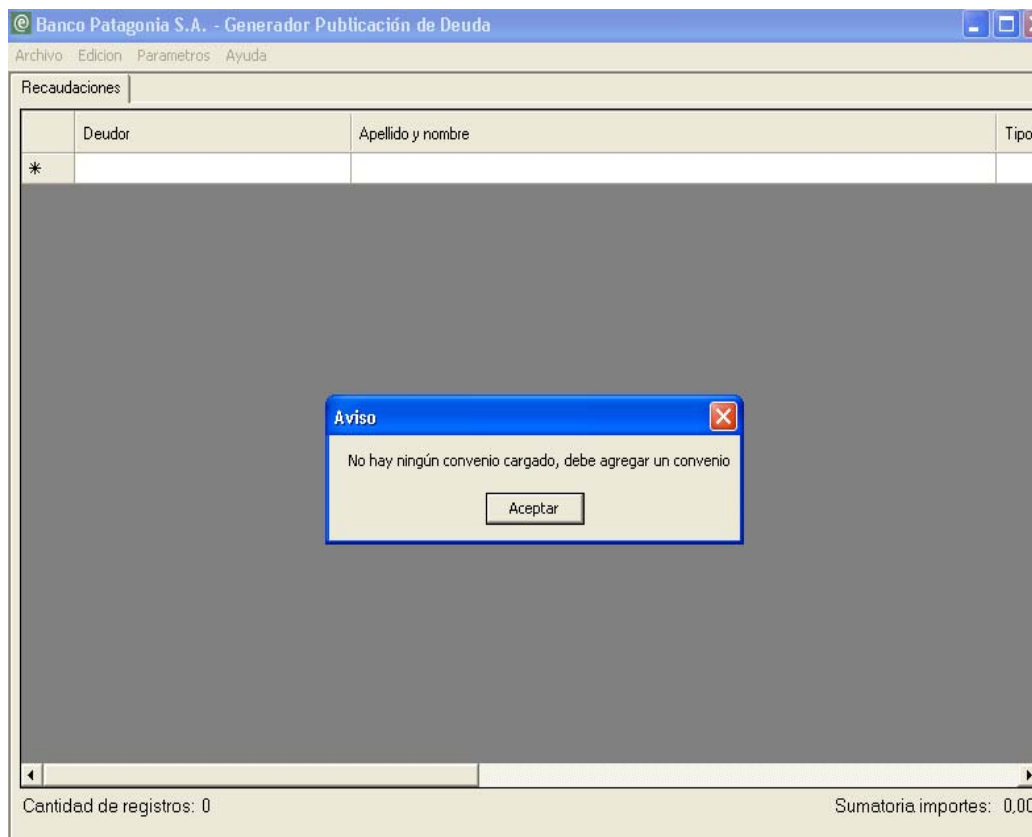 Banco Patagonia S.A. - Generador Publicación de Deuda
Archivo Edicion Parametros Ayuda
Recaudaciones
Deudor Apellido y nombre Tipo
Aviso
No hay ningún convenio cargado, debe agregar un convenio
Aceptar
Cantidad de registros: 0 Sumatoria importes: 0,00